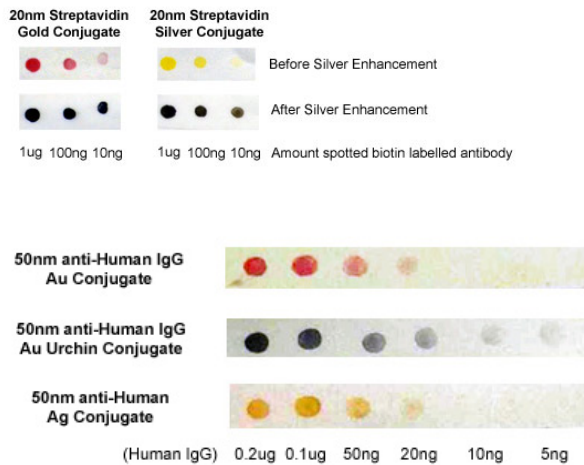 20nm Streptavidin
Gold Conjugate
20nm Streptavidin
Silver Conjugate
Before Silver Enhancement
After Silver Enhancement
1ug 100ng 10ng
1ug 100ng 10ng
Amount spotted biotin labelled antibody
50nm anti-Human IgG
Au Conjugate
50nm anti-Human IgG
Au Urchin Conjugate
50nm anti-Human
Ag Conjugate
(Human IgG) 0.2ug 0.1ug 50ng 20ng 10ng 5ng